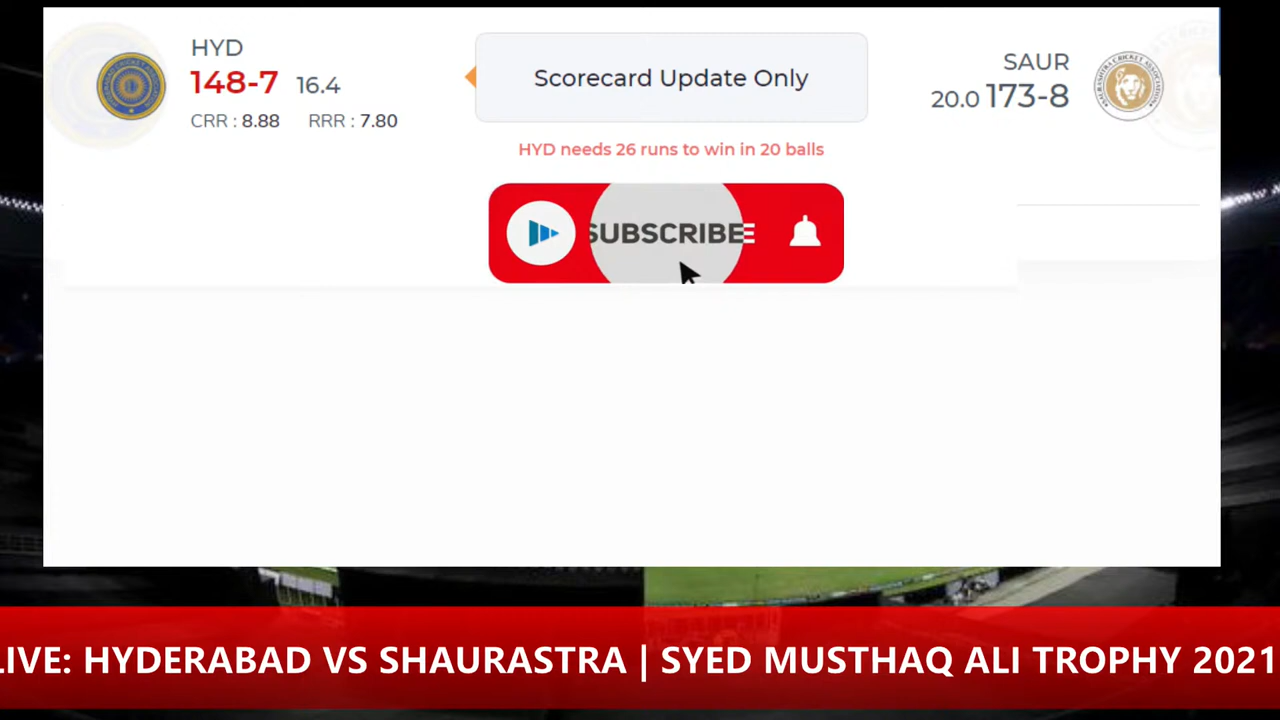 HYD
148-7 16.4
CRR : 8.88 RRR : 7.80
Scorecard Update Only
HYD needs 26 runs to win in 20 balls
SAUR
20.0 173-8
SUBSCRIBE
LIVE: HYDERABAD VS SHAURASTRA | SYED MUSTHAQ ALI TROPHY 2021